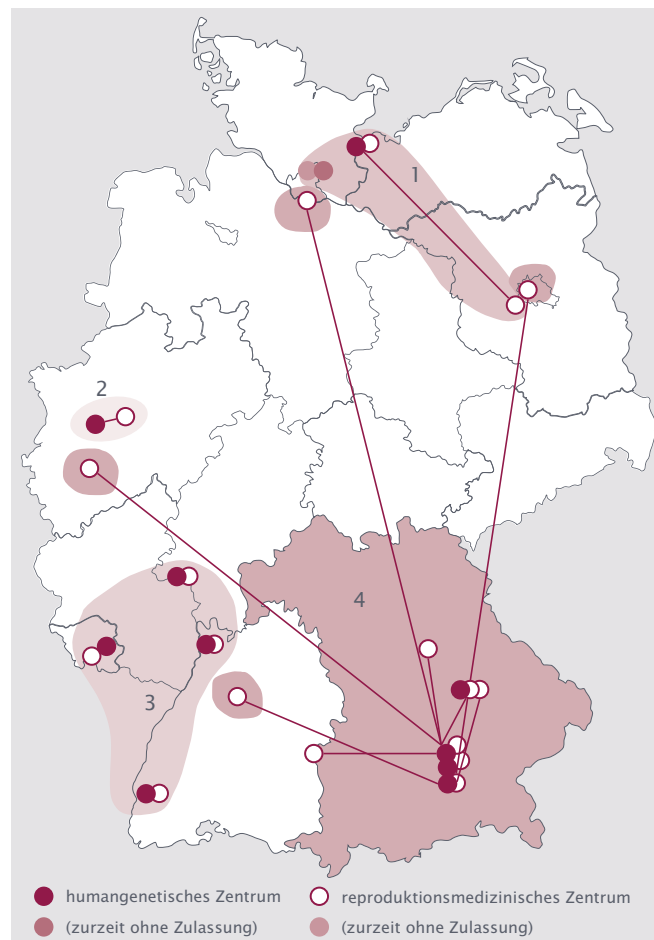 1
2
3
4
humangenetisches Zentrum
reproduktionsmedizinisches Zentrum
(zurzeit ohne Zulassung)
(zurzeit ohne Zulassung)